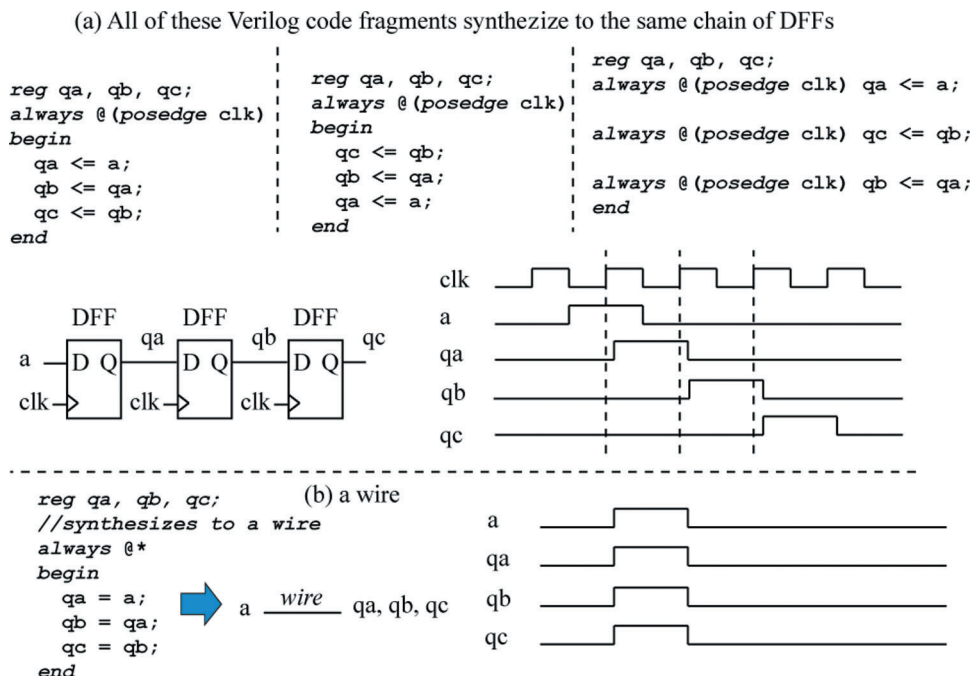 (a) All of these Verilog code fragments synthezize to the same chain of DFFs
reg qa, qb, qc;
always @(posedge clk)
begin
qa <= a;
qb <= qa;
qc <= qb;
end
reg qa, qb, qc;
always @(posedge clk)
begin
qc <= qb;
qb <= qa;
qa <= a;
end
reg qa, qb, qc;
always @(posedge clk) qa <= a;
always @(posedge clk) qc <= qb;
always @(posedge clk) qb <= qa;
end
DFF DFF DFF
qa qb qc
a D Q D Q D Q
clk clk clk
clk
a
qa
qb
qc
(b) a wire
reg qa, qb, qc;
//synthesizes to a wire
always @*
begin
qa = a;
qb = qa;
qc = qb;
end
a wire qa, qb, qc
a
qa
qb
qc